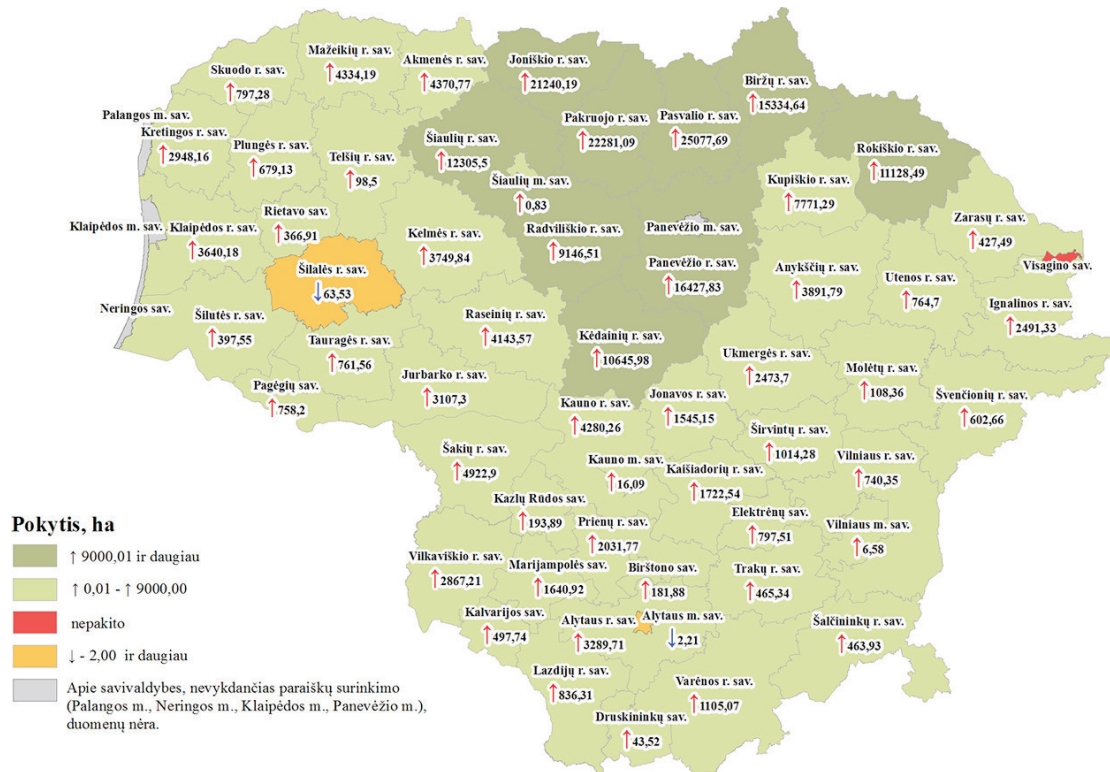 Mažeikių r. sav.
↑ 4334,19
Akmenės r. sav.
↑ 4370,77
Joniškio r. sav.
↑ 21240,19
Skuodo r. sav.
↑ 797,28
Biržų r. sav.
↑ 15334,64
Palangos m. sav.
Kretingos r. sav.
↑ 2948,16
Plungės r. sav.
↑ 679,13
Telšių r. sav.
↑ 98,5
Šiaulių r. sav.
↑ 12305,5
Pakruojo r. sav.
↑ 22281,09
Pasvalio r. sav.
↑ 25077,69
Rokiškio r. sav.
↑ 11128,49
Šiaulių m. sav.
↑ 0,83
Kupiškio r. sav.
↑ 7771,29
Klaipėdos m. sav.
Klaipėdos r. sav.
↑ 3640,18
Rietavo sav.
↑ 366,91
Kelmės r. sav.
↑ 3749,84
Radviliškio r. sav.
↑ 9146,51
Panevėžio m. sav.
Zarasų r. sav.
↑ 427,49
Šilalės r. sav.
↓ 63,53
Panevėžio r. sav.
↑ 16427,83
Anykščių r. sav.
↑ 3891,79
Utenos r. sav.
↑ 764,7
Visagino sav.
Neringos sav.
Šilutės r. sav.
↑ 397,55
Ignalinos r. sav.
↑ 2491,33
Tauragės r. sav.
↑ 761,56
Raseinių r. sav.
↑ 4143,57
Kėdainių r. sav.
↑ 10645,98
Ukmergės r. sav.
↑ 2473,7
Molėtų r. sav.
↑ 108,36
Pagėgių sav.
↑ 758,2
Jurbarko r. sav.
↑ 3107,3
Kauno r. sav.
↑ 4280,26
Jonavos r. sav.
↑ 1545,15
Švenčionių r. sav.
↑ 602,66
Širvintų r. sav.
↑ 1014,28
Šakių r. sav.
↑ 4922,9
Kauno m. sav.
↑ 16,09
Kaišiadorių r. sav.
↑ 1722,54
Vilniaus r. sav.
↑ 740,35
Kazlų Rūdos sav.
↑ 193,89
Prienų r. sav.
↑ 2031,77
Elektrėnų sav.
↑ 797,51
Vilniaus m. sav.
↑ 6,58
Vilkaviškio r. sav.
↑ 2867,21
Marijampolės sav.
↑ 1640,92
Birštono sav.
↑ 181,88
Trakų r. sav.
↑ 465,34
Kalvarijos sav.
↑ 497,74
Alytaus r. sav.
↑ 3289,71
Alytaus m. sav.
↓ 2,21
Šalčininkų r. sav.
↑ 463,93
Lazdijų r. sav.
↑ 836,31
Varėnos r. sav.
↑ 1105,07
Druskininkų sav.
↑ 43,52
Pokytis, ha
↑ 9000,01 ir daugiau
↑ 0,01 - ↑ 9000,00
nepakito
↓ - 2,00 ir daugiau
Apie savivaldybes, nevykdančias paraiškų surinkimo
(Palangos m., Neringos m., Klaipėdos m., Panevėžio m.),
duomenų nėra.